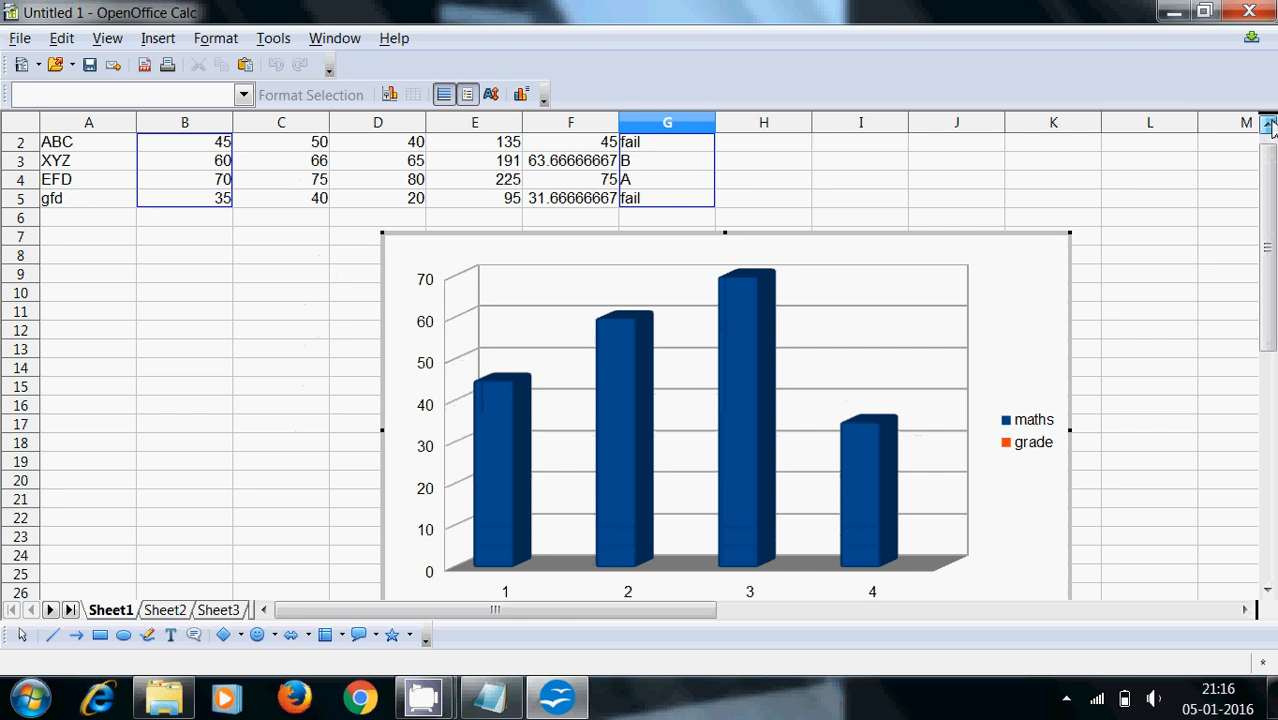 Untitled 1 - OpenOffice Calc
File Edit View Insert Format Tools Window Help
Format Selection
A B C D E F G H I J K L M
2 ABC 45 50 40 135 45 fail
3 XYZ 60 66 65 191 63.66666667 B
4 EFD 70 75 80 225 75 A
5 gfd 35 40 20 95 31.66666667 fail
6
7
8
9
10
11
12
13
14
15
16
17
18
19
20
21
22
23
24
25
26
70
60
50
40
30
20
10
0
1 2 3 4
maths
grade
Sheet1 Sheet2 Sheet3
21:16
05-01-2016